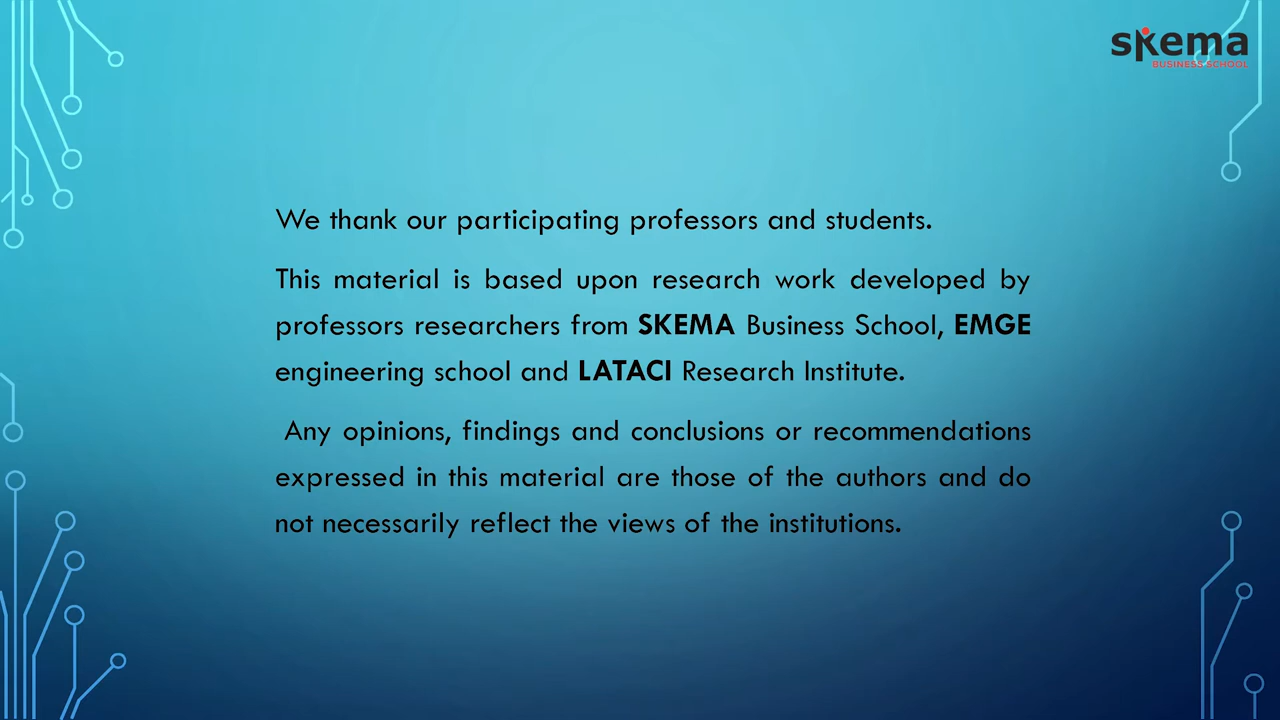 skema
BUSINESS SCHOOL
We thank our participating professors and students.
This material is based upon research work developed by
professors researchers from SKEMA Business School, EMGE
engineering school and LATACI Research Institute.
Any opinions, findings and conclusions or recommendations
expressed in this material are those of the authors and do
not necessarily reflect the views of the institutions.